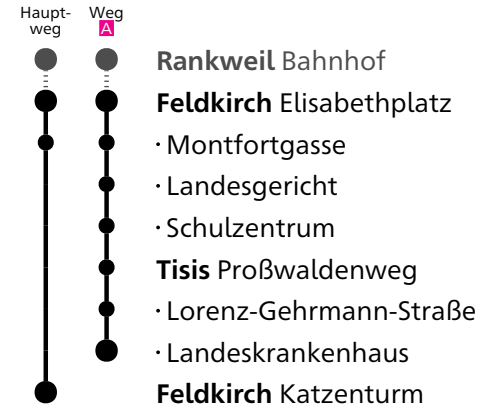 Haupt-
weg
Weg
A
Rankweil Bahnhof
Feldkirch Elisabethplatz
· Montfortgasse
· Landesgericht
· Schulzentrum
Tisis Proßwaldenweg
· Lorenz-Gehrmann-Straße
· Landeskrankenhaus
Feldkirch Katzenturm